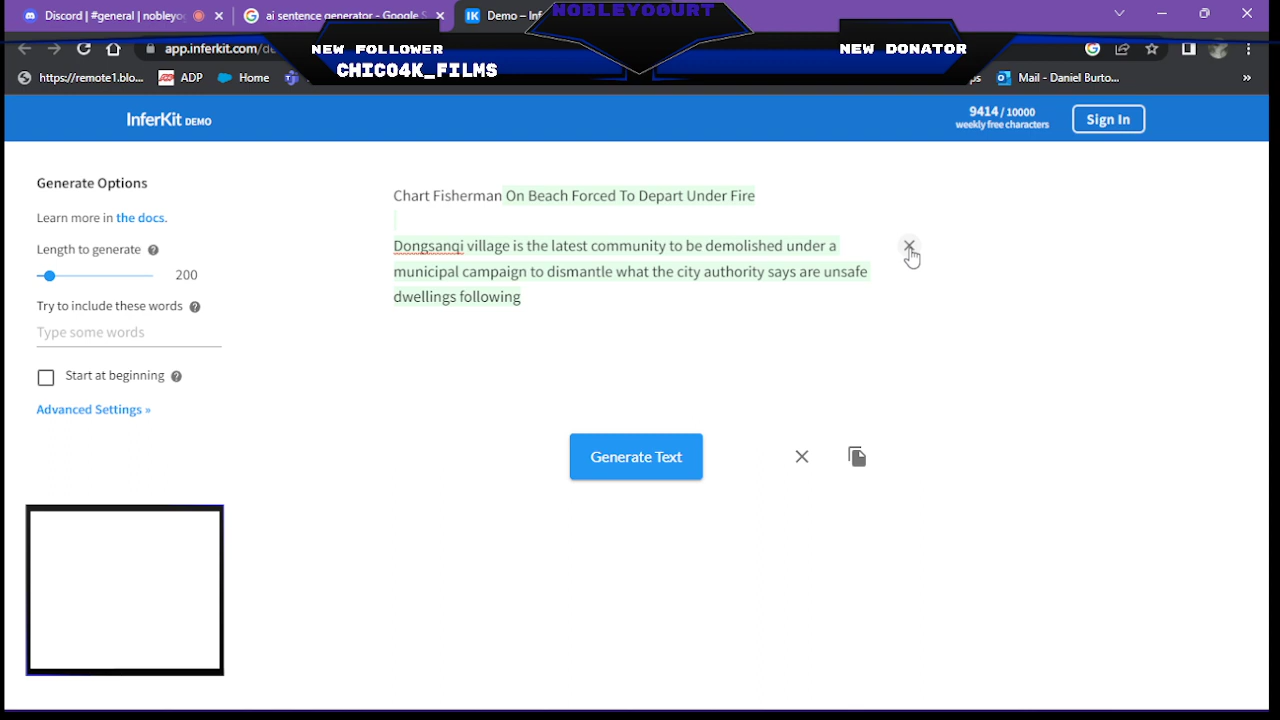 NOBLEYOGURT
Discord | #general | nobleyo
ai sentence generator - Google S
Demo – Inf
NEW FOLLOWER
NEW DONATOR
CHICO4K_FILMS
app.inferkit.com/de
https://remote1.blo...
ADP
Home
Mail - Daniel Burto...
»
InferKit DEMO
9414 / 10000
weekly free characters
Sign In
Generate Options
Learn more in the docs.
Length to generate
200
Try to include these words
Type some words
Start at beginning
Advanced Settings »
Chart Fisherman On Beach Forced To Depart Under Fire
Dongsanqi village is the latest community to be demolished under a
municipal campaign to dismantle what the city authority says are unsafe
dwellings following
Generate Text